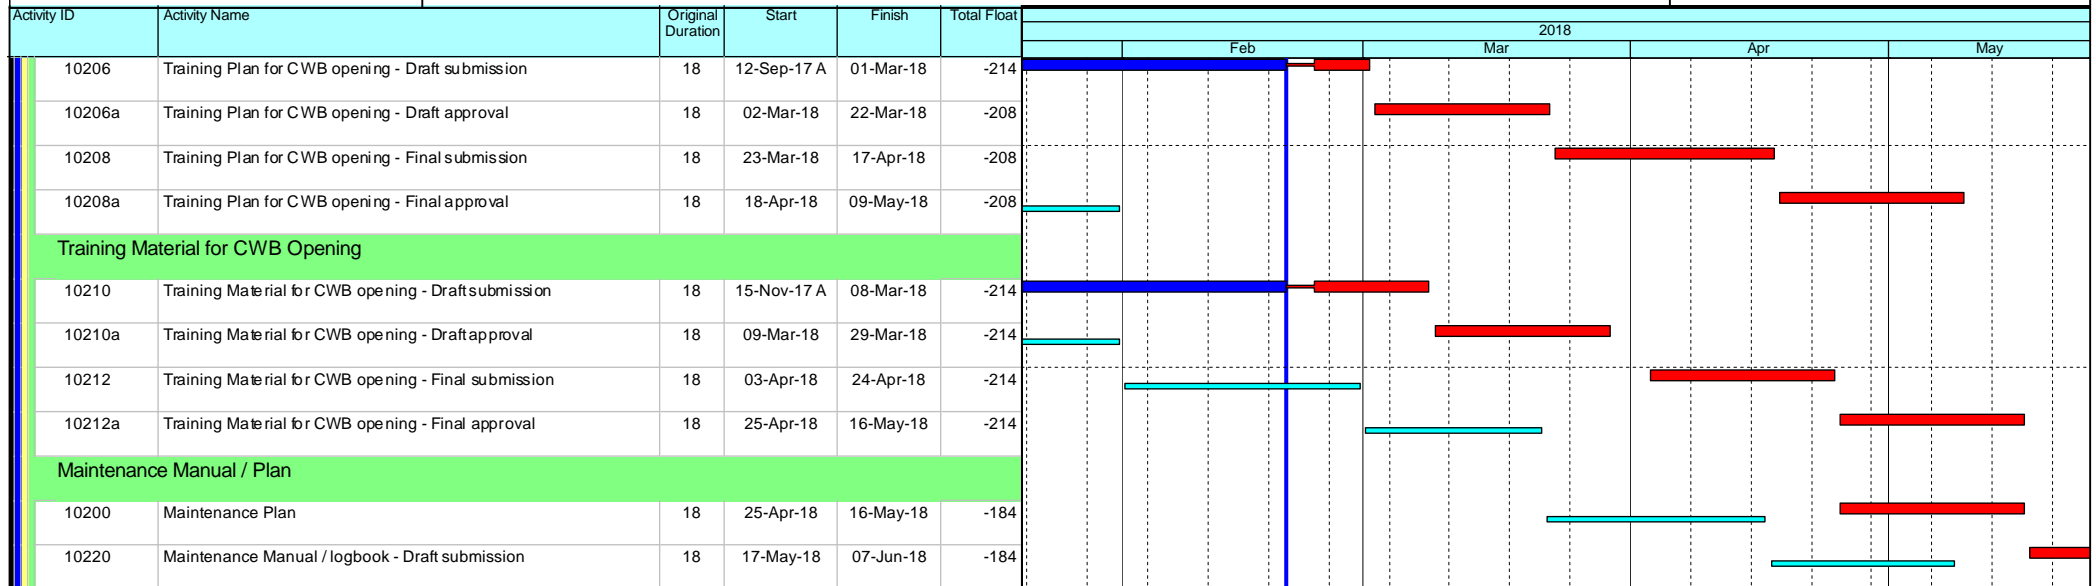 Activity ID Activity Name Original Duration Start Finish Total Float
2018
Feb Mar Apr May
10206 Training Plan for CWB opening - Draft submission 18 12-Sep-17 A 01-Mar-18 -214
10206a Training Plan for CWB opening - Draft approval 18 02-Mar-18 22-Mar-18 -208
10208 Training Plan for CWB opening - Final submission 18 23-Mar-18 17-Apr-18 -208
10208a Training Plan for CWB opening - Final approval 18 18-Apr-18 09-May-18 -208
Training Material for CWB Opening
10210 Training Material for CWB opening - Draft submission 18 15-Nov-17 A 08-Mar-18 -214
10210a Training Material for CWB opening - Draft approval 18 09-Mar-18 29-Mar-18 -214
10212 Training Material for CWB opening - Final submission 18 03-Apr-18 24-Apr-18 -214
10212a Training Material for CWB opening - Final approval 18 25-Apr-18 16-May-18 -214
Maintenance Manual / Plan
10200 Maintenance Plan 18 25-Apr-18 16-May-18 -184
10220 Maintenance Manual / logbook - Draft submission 18 17-May-18 07-Jun-18 -184